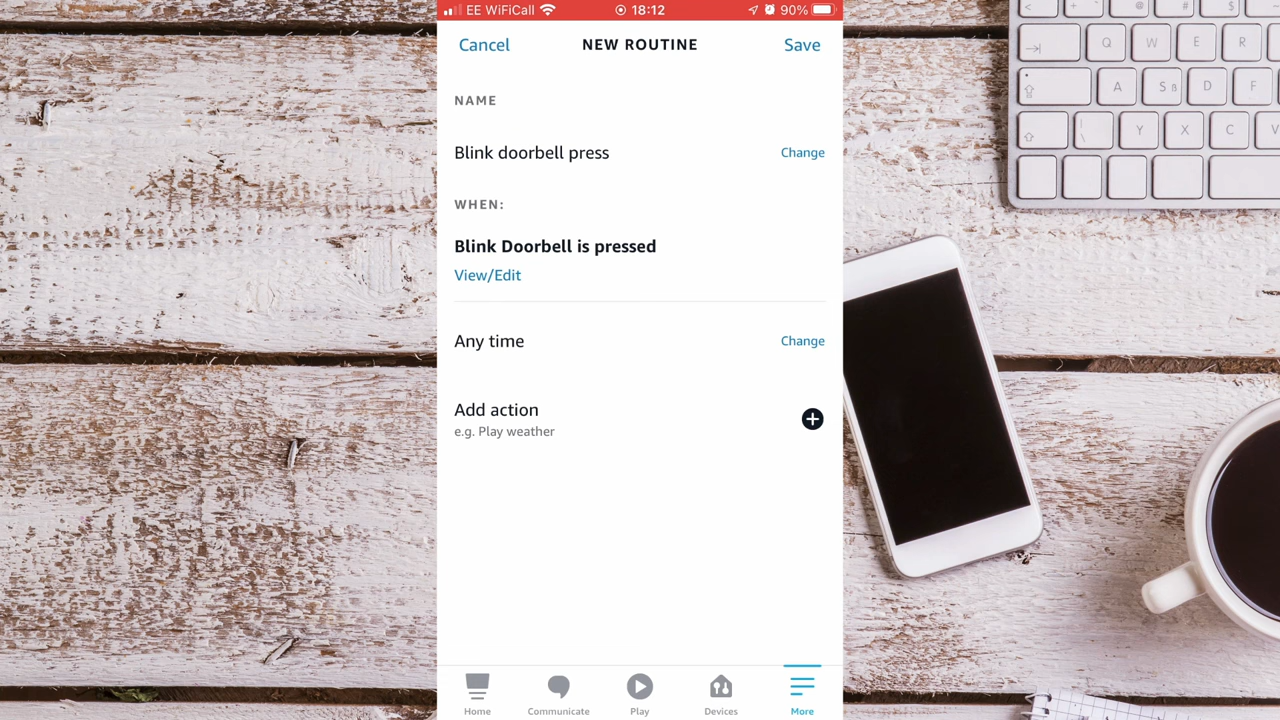 EE WiFiCall 18:12 90%
Cancel NEW ROUTINE Save
NAME
Blink doorbell press Change
WHEN:
Blink Doorbell is pressed
View/Edit
Any time Change
Add action
e.g. Play weather
Home Communicate Play Devices More
Q W E R
A S D F
Y X C V